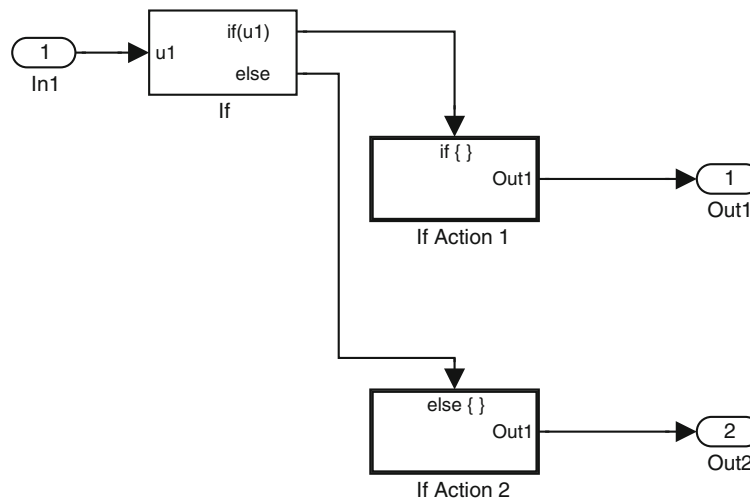 1
In1
u1
if(u1)
else
If
if { }
Out1
If Action 1
1
Out1
else { }
Out1
If Action 2
2
Out2